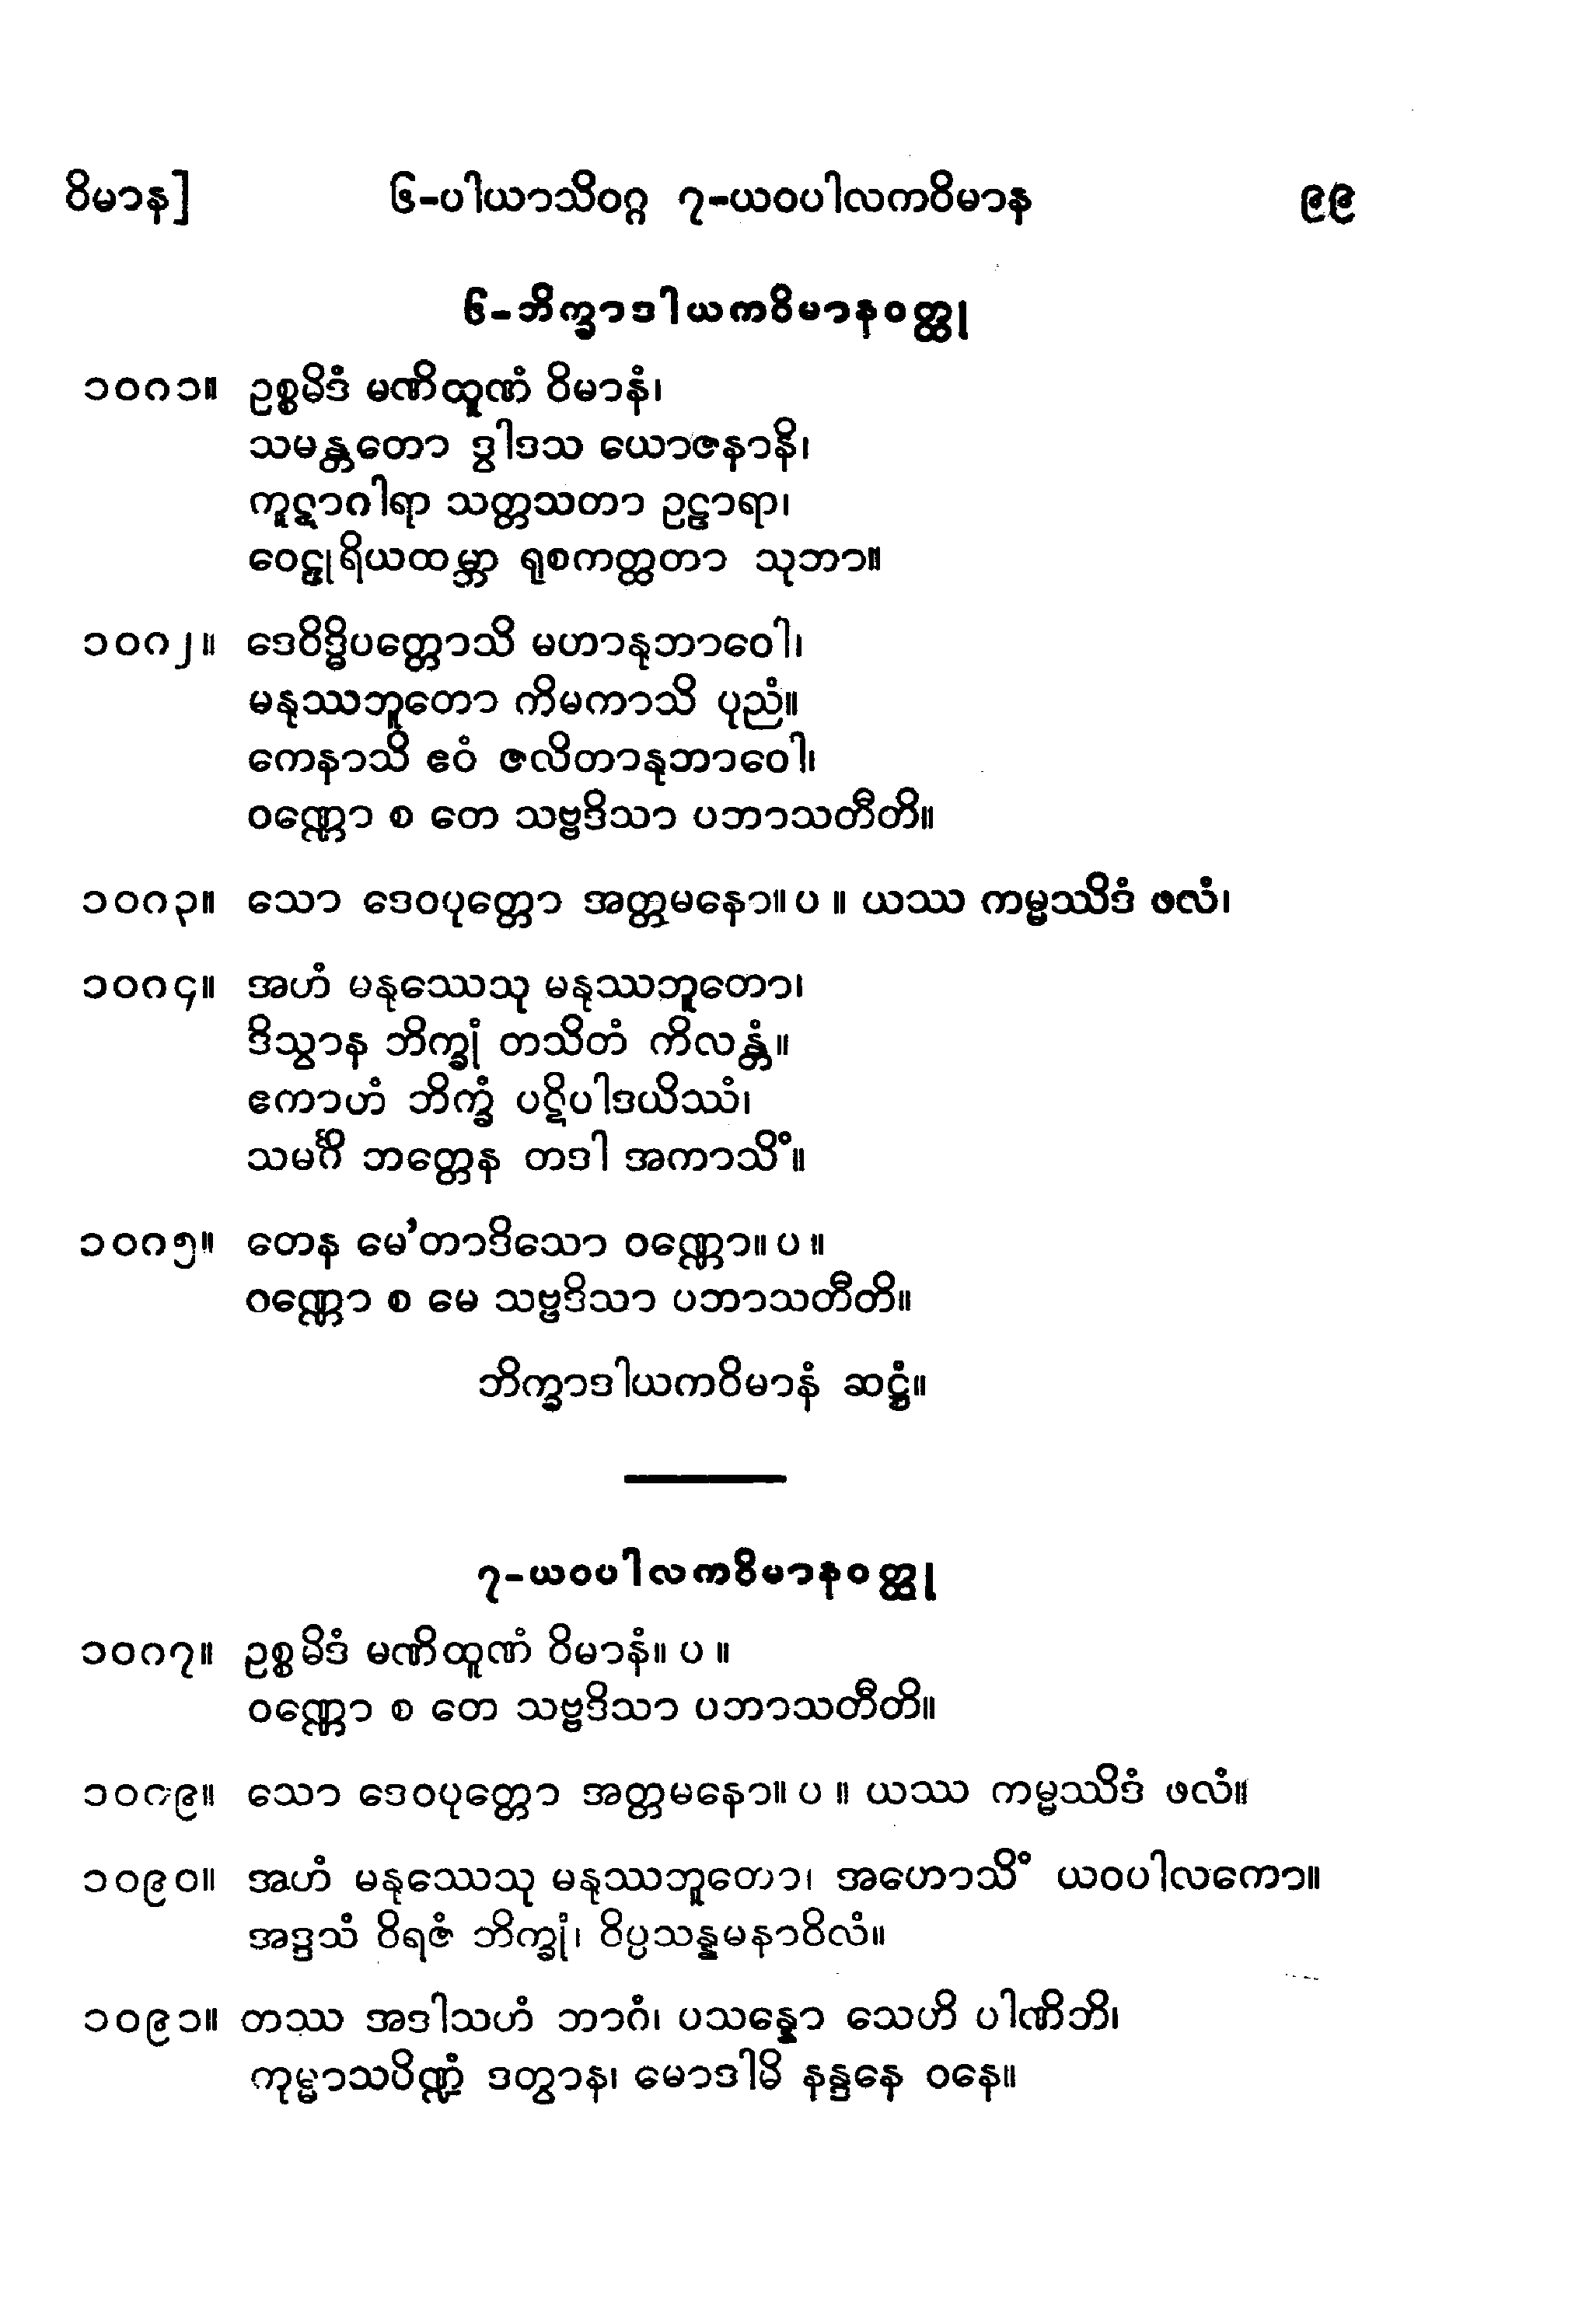 ဝိမာန]	၆-ပါယာသိဝဂ္ဂ ၇-ယဝပါလကဝိမာန	၉၉
၆-ဘိက္ခာဒါယကဝိမာနဝတ္ထု
၁၀၈၁။ ဥစ္စမိဒံ မဏိထူဏံ ဝိမာနံ၊
သမန္တတော ဒွါဒသ ယောဇနာနိ၊
ကူဋာဂါရာ သတ္တသတာ ဥဠာရာ၊
ဝေဠုရိယထမ္ဘာ ရုစကတ္ထတာ သုဘာ။
၁၀၈၂။ ဒေဝိဒ္ဓိပတ္တောသိ မဟာနုဘာဝေါ၊
မနုဿဘူတော ကိမကာသိ ပုညံ။
ကေနာသိ ဧဝံ ဇလိတာနုဘာဝေါ၊
ဝဏ္ဏော စ တေ သဗ္ဗဒိသာ ပဘာသတီတိ။
၁၀၈၃။ သော ဒေဝပုတ္တော အတ္တမနော။ ပ ။ ယဿ ကမ္မဿိဒံ ဖလံ၊
၁၀၈၄။ အဟံ မနုဿေသု မနုဿဘူတော၊
ဒိသွာန ဘိက္ခုံ တသိတံ ကိလန္တံ။
ဧကာဟံ ဘိက္ခံ ပဋိပါဒယိဿံ၊
သမင်္ဂိ ဘတ္တေန တဒါ အကာသိံ။
၁၀၈၅။ တေန မေ'တာဒိသော ဝဏ္ဏော။ ပ ။
ဝဏ္ဏော စ မေ သဗ္ဗဒိသာ ပဘာသတီတိ။
ဘိက္ခာဒါယကဝိမာနံ ဆဋ္ဌံ။
၇-ယဝပါလကဝိမာနဝတ္ထု
၁၀၈၇။ ဥစ္စမိဒံ မဏိထူဏံ ဝိမာနံ။ ပ ။
ဝဏ္ဏော စ တေ သဗ္ဗဒိသာ ပဘာသတီတိ။
၁၀၈၉။ သော ဒေဝပုတ္တော အတ္တမနော။ ပ ။ ယဿ ကမ္မဿိဒံ ဖလံ။
၁၀၉၀။ အဟံ မနုဿေသု မနုဿဘူတော၊ အဟောသိံ ယဝပါလကော။
အဒ္ဒသံ ဝိရဇံ ဘိက္ခုံ၊ ဝိပ္ပသန္နမနာဝိလံ။
၁၀၉၁။ တဿ အဒါသဟံ ဘာဂံ၊ ပသန္နော သေဟိ ပါဏိဘိ၊
ကုမ္မာသပိဏ္ဍံ ဒတွာန၊ မောဒါမိ နန္ဒနေ ဝနေ။